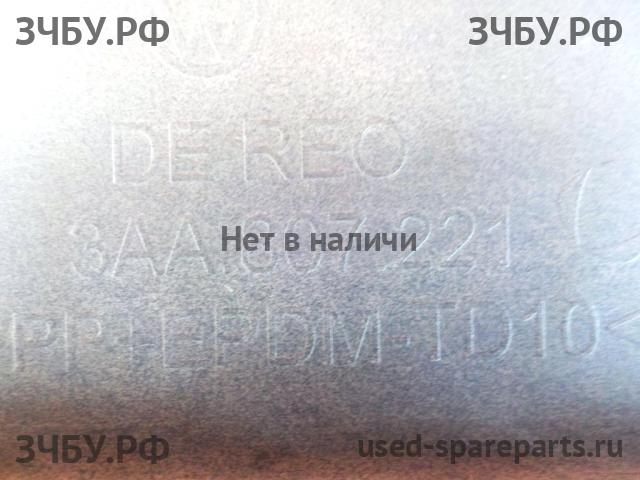 ЗЧБУ.РФ ЗЧБУ.РФ
DE REO
3AA.807.221
Нет в наличи
PP+EPDM-TD10<
ЗЧБУ.РФ used-spareparts.ru